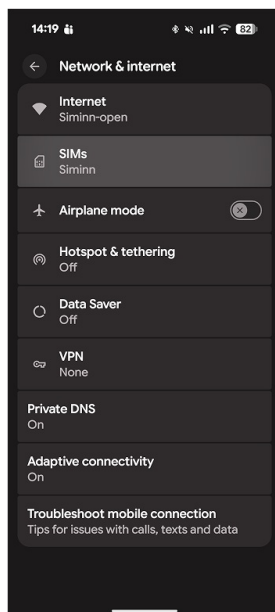 14:19
82
Network & internet
Internet
Siminn-open
SIMs
Siminn
Airplane mode
Hotspot & tethering
Off
Data Saver
Off
VPN
None
Private DNS
On
Adaptive connectivity
On
Troubleshoot mobile connection
Tips for issues with calls, texts and data